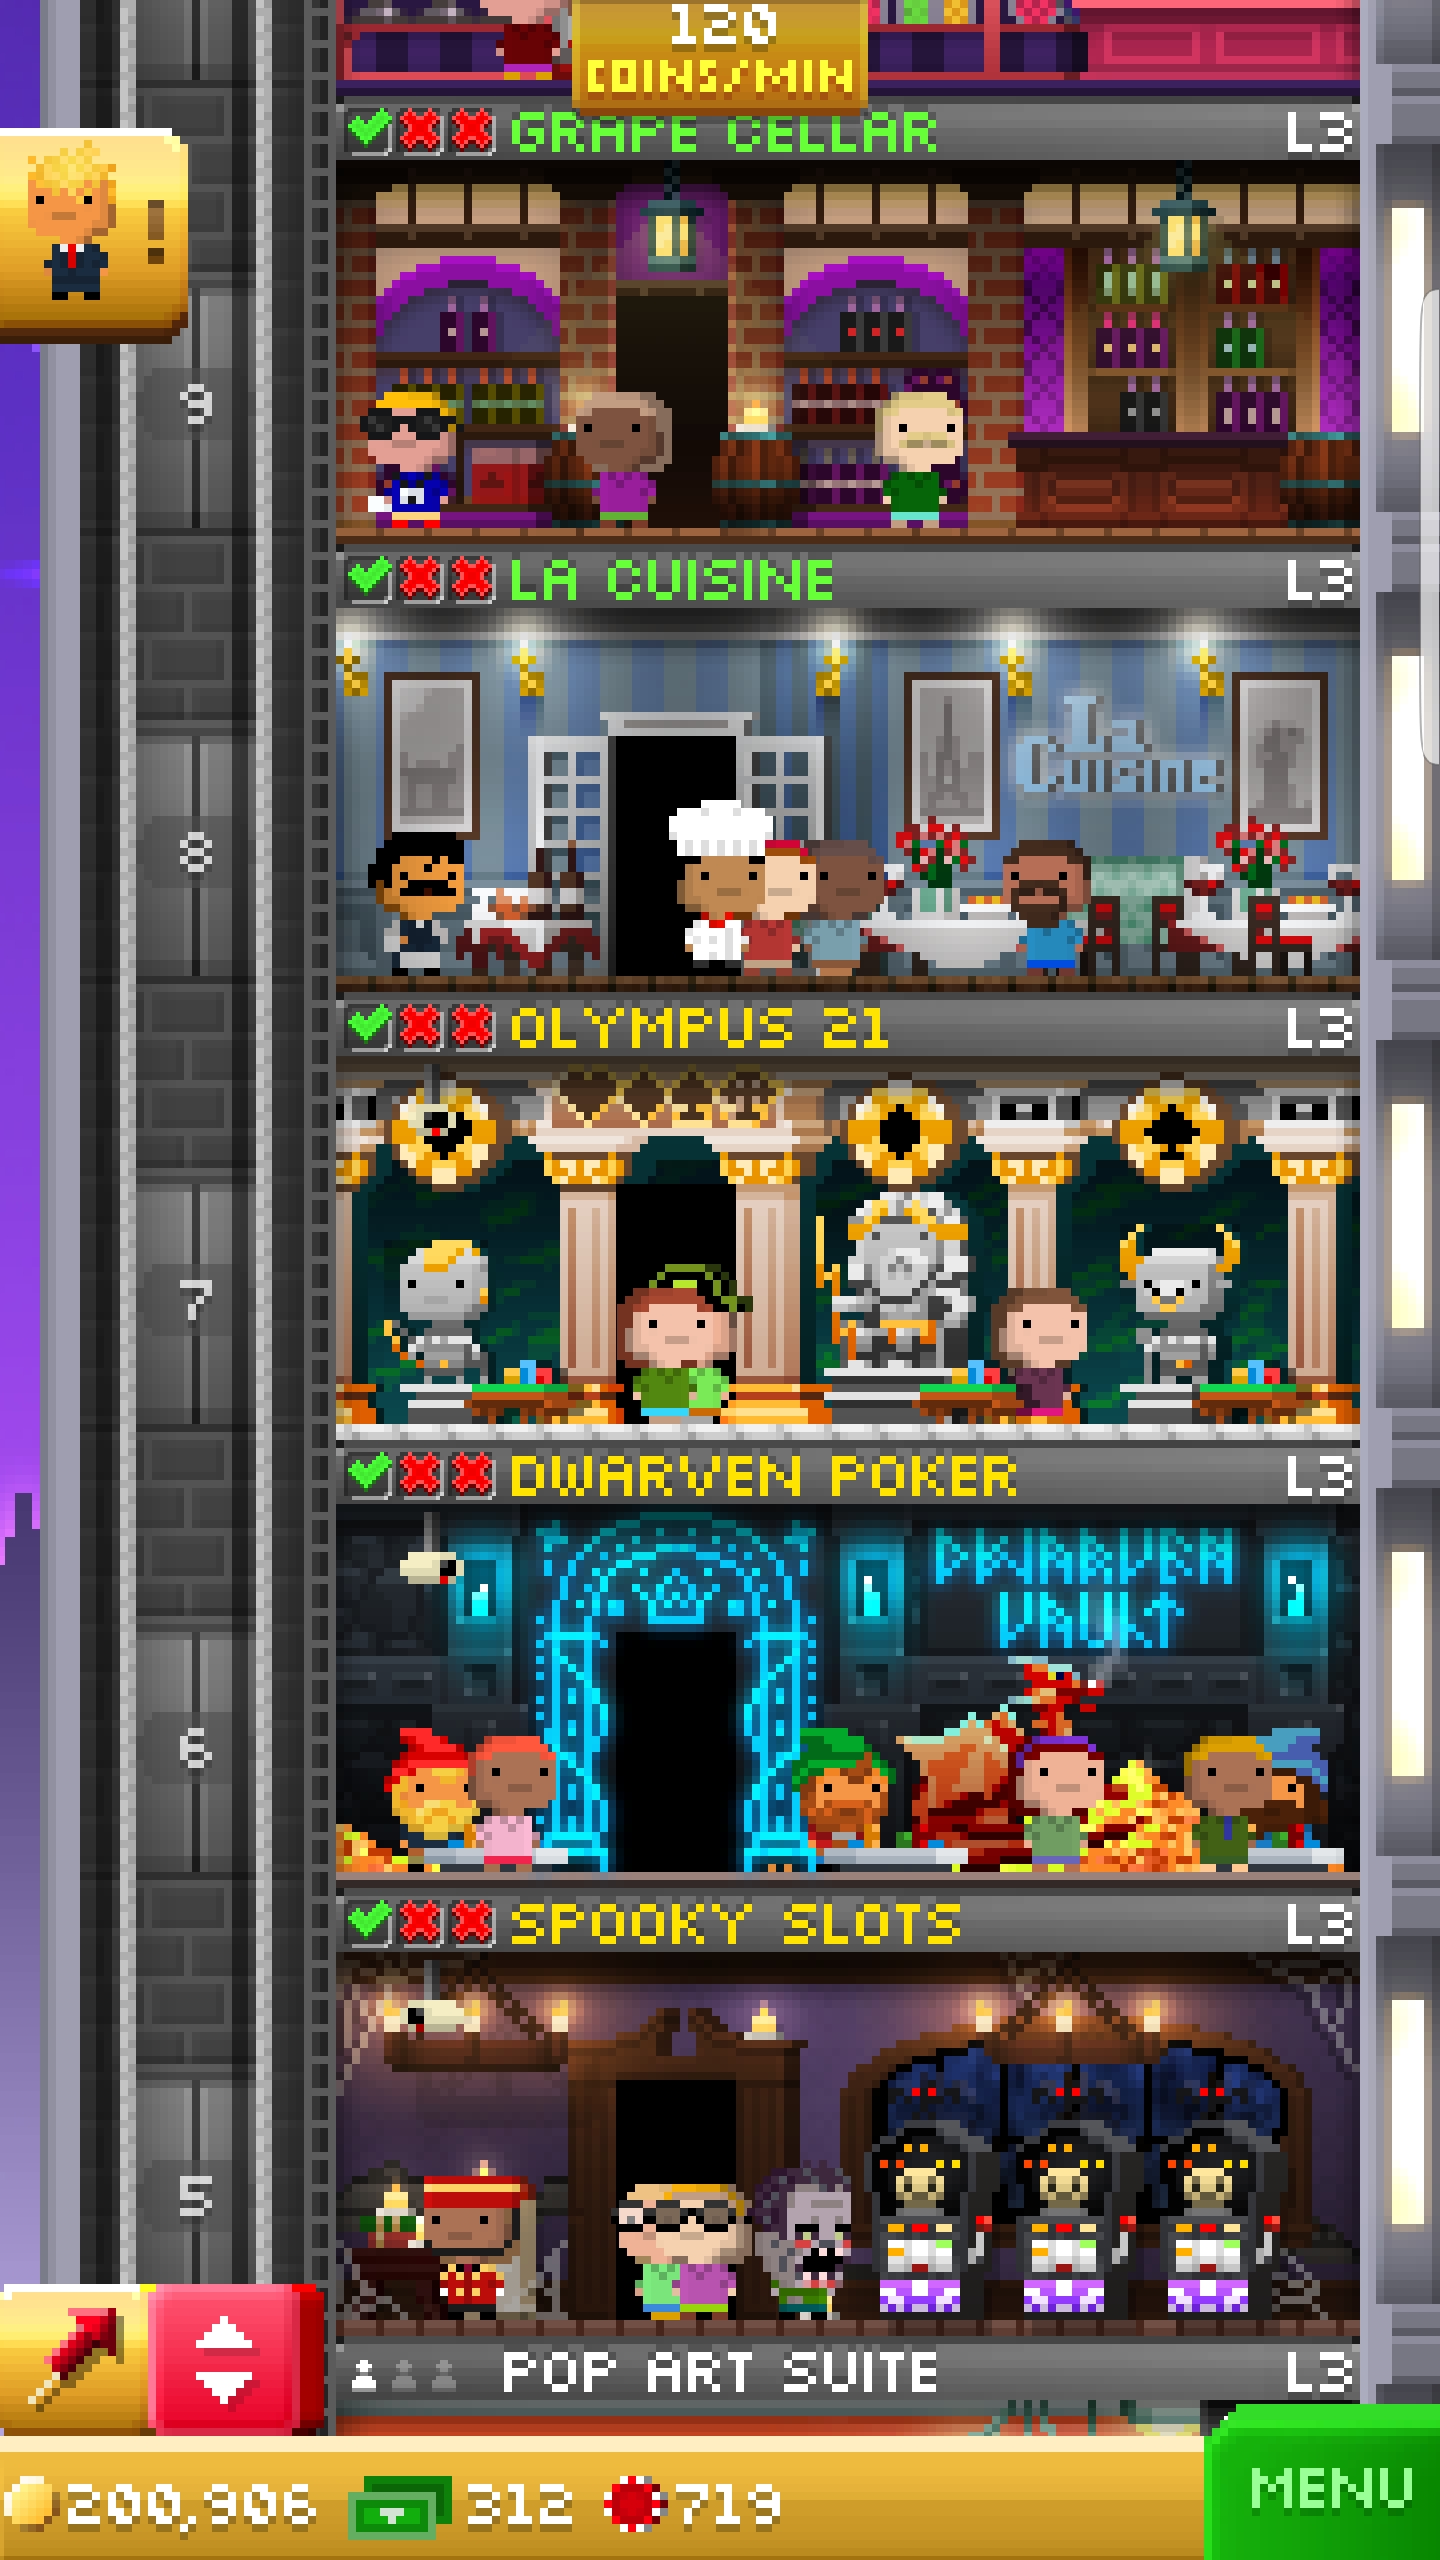 120
COINS/MIN
GRAPE CELLAR L3
!
9
LA CUISINE L3
La
Cuisine
8
OLYMPUS 21 L3
7
DWARVEN POKER L3
DWARVEN
VAULT
6
SPOOKY SLOTS L3
5
POP ART SUITE L3
200,906 312 719
MENU